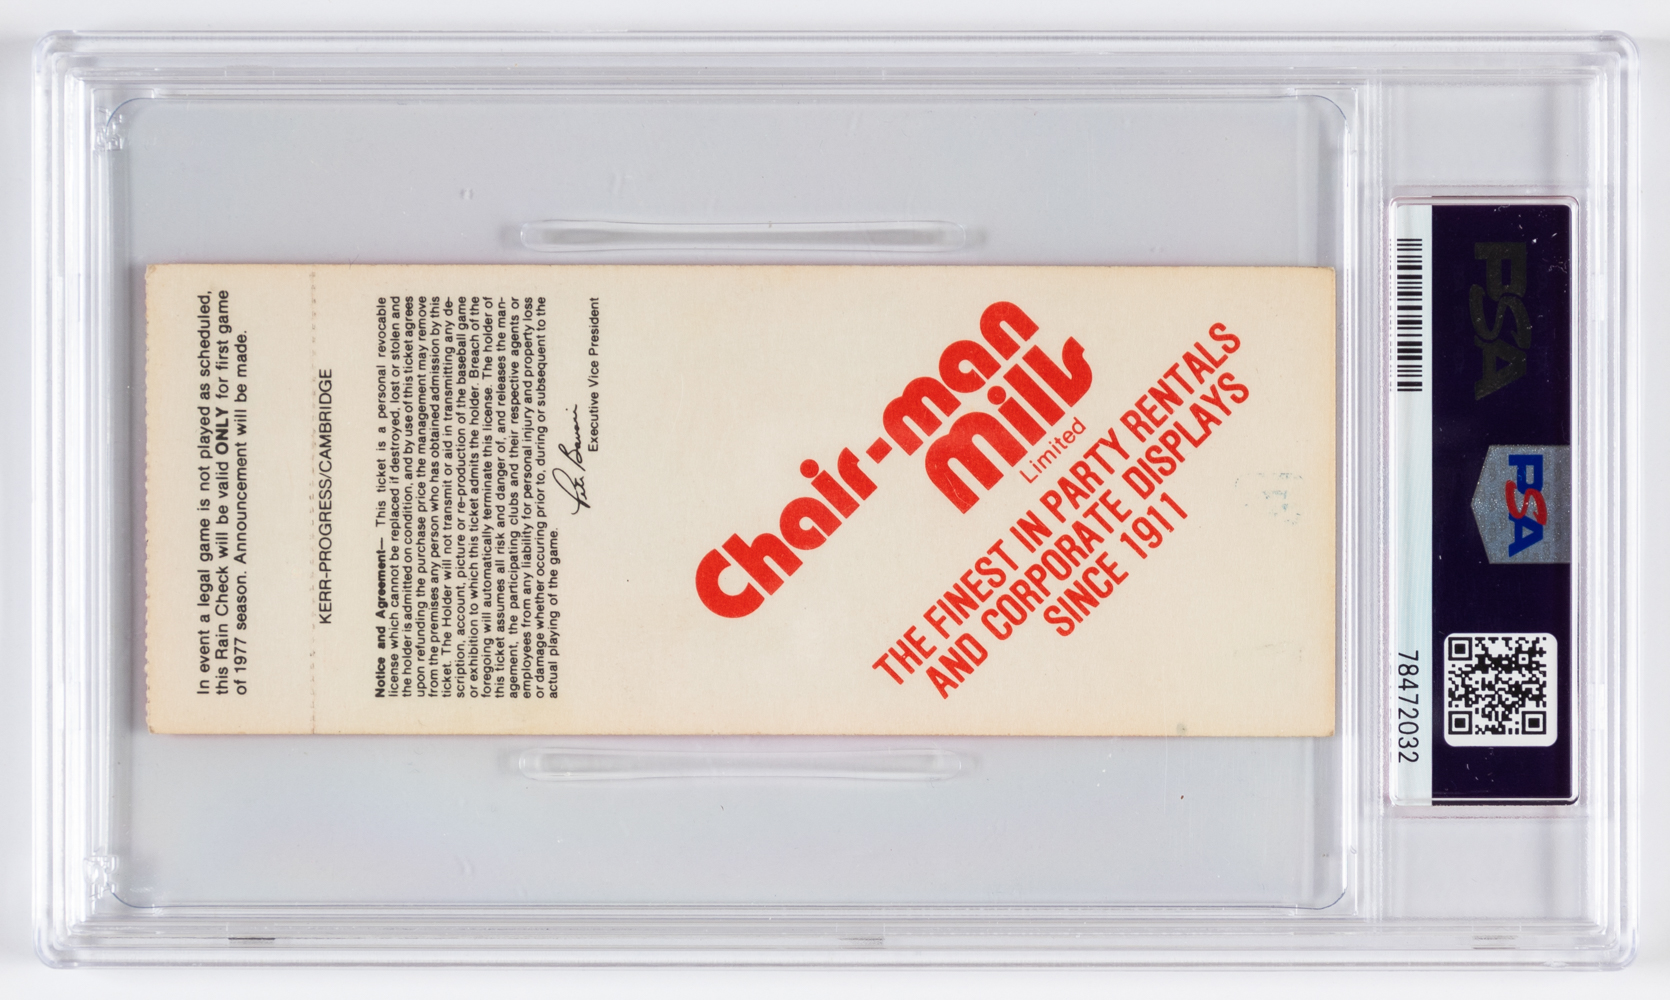 In event a legal game is not played as scheduled,
this Rain Check will be valid ONLY for first game
of 1977 season. Announcement will be made.
KERR-PROGRESS/CAMBRIDGE
Notice and Agreement— This ticket is a personal revocable
license which cannot be replaced if destroyed, lost or stolen and
the holder is admitted on condition, and by use of this ticket agrees
upon refunding the purchase price the management may remove
from the premises any person who has obtained admission by this
ticket. The Holder will not transmit or aid in transmitting any de-
scription, account, picture or re-production of the baseball game
or exhibition to which this ticket admits the holder. Breach of the
foregoing will automatically terminate this license. The holder of
this ticket assumes all risk and danger of, and releases the man-
agement, the participating clubs and their respective agents or
employees from any liability for personal injury and property loss
or damage whether occuring prior to, during or subsequent to the
actual playing of the game.
Executive Vice President
Chair-man
Mills
Limited
THE FINEST IN PARTY RENTALS
AND CORPORATE DISPLAYS
SINCE 1911
PSA
PSA
78472032